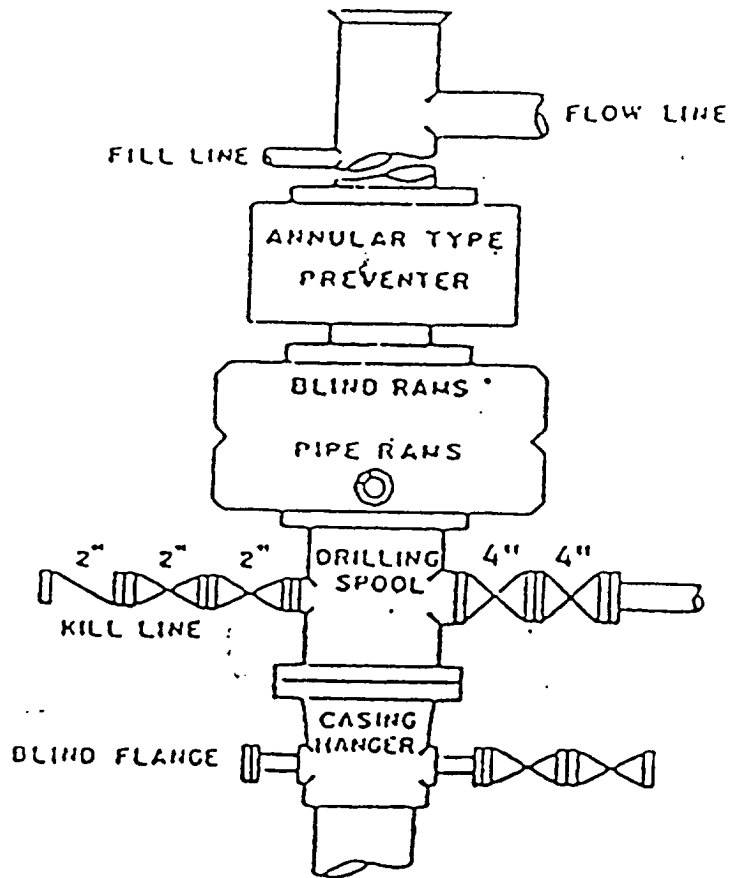 FLOW LINE
FILL LINE
ANNULAR TYPE
PREVENTER
BLIND RAMS
PIPE RAMS
2" 2" 2"
DRILLING
SPOOL
4" 4"
KILL LINE
CASING
HANGER
BLIND FLANGE